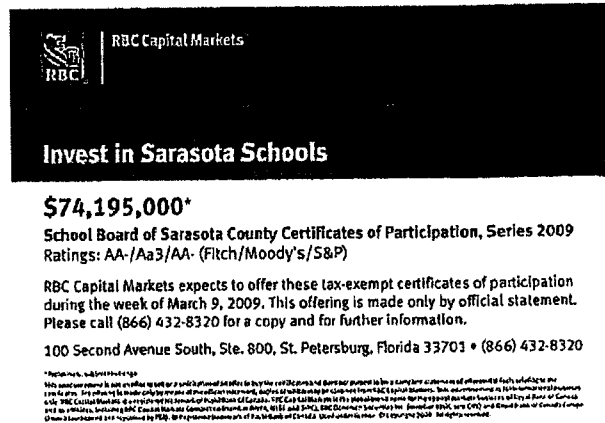 RBC Capital Markets
RBC
Invest in Sarasota Schools
$74,195,000*
School Board of Sarasota County Certificates of Participation, Series 2009
Ratings: AA-/Aa3/AA- (Fitch/Moody's/S&P)
RBC Capital Markets expects to offer these tax-exempt certificates of participation
during the week of March 9, 2009. This offering is made only by official statement.
Please call (866) 432-8320 for a copy and for further information.
100 Second Avenue South, Ste. 800, St. Petersburg, Florida 33701 • (866) 432-8320
*Preliminary, subject to change